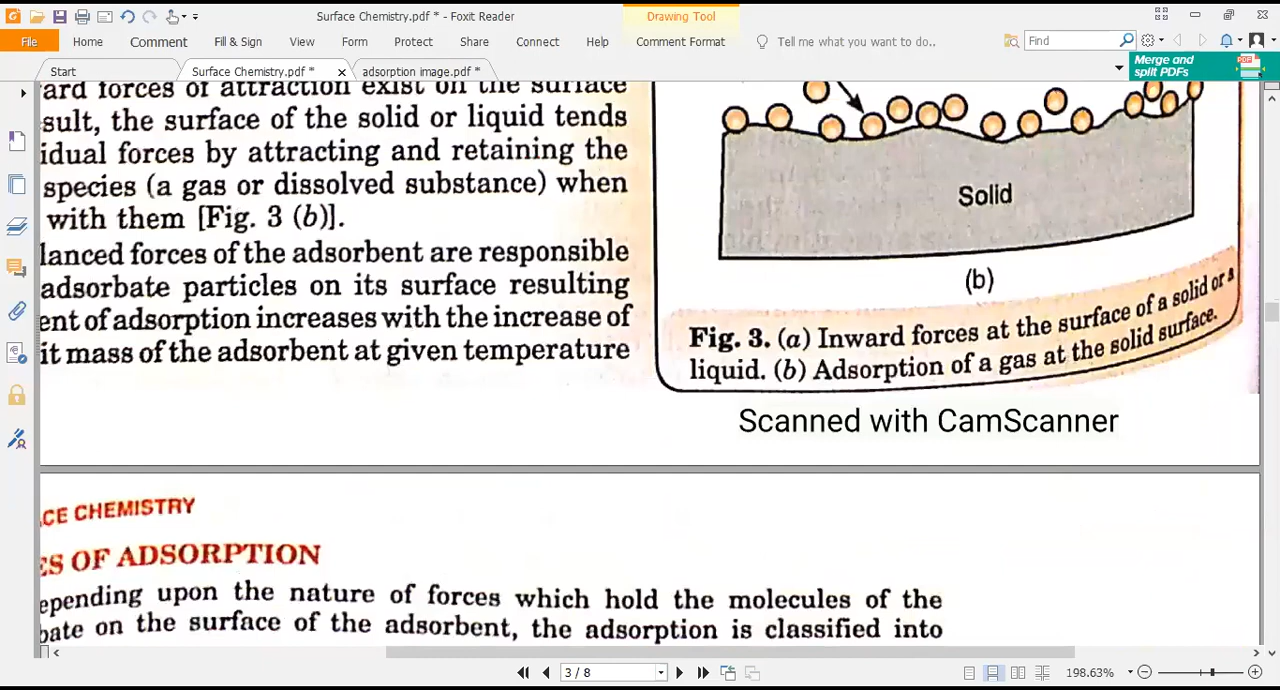 Surface Chemistry.pdf * - Foxit Reader
Drawing Tool
File Home Comment Fill & Sign View Form Protect Share Connect Help Comment Format Tell me what you want to do.. Find
Start Surface Chemistry.pdf * adsorption image.pdf *
Merge and
split PDFs
ard forces of attraction exist on the surface
sult, the surface of the solid or liquid tends
idual forces by attracting and retaining the
species (a gas or dissolved substance) when
with them [Fig. 3 (b)].
lanced forces of the adsorbent are responsible
adsorbate particles on its surface resulting
ent of adsorption increases with the increase of
it mass of the adsorbent at given temperature
Solid
(b)
Fig. 3. (a) Inward forces at the surface of a solid or a
liquid. (b) Adsorption of a gas at the solid surface.
Scanned with CamScanner
CE CHEMISTRY
ES OF ADSORPTION
epending upon the nature of forces which hold the molecules of the
bate on the surface of the adsorbent, the adsorption is classified into
3 / 8
198.63%